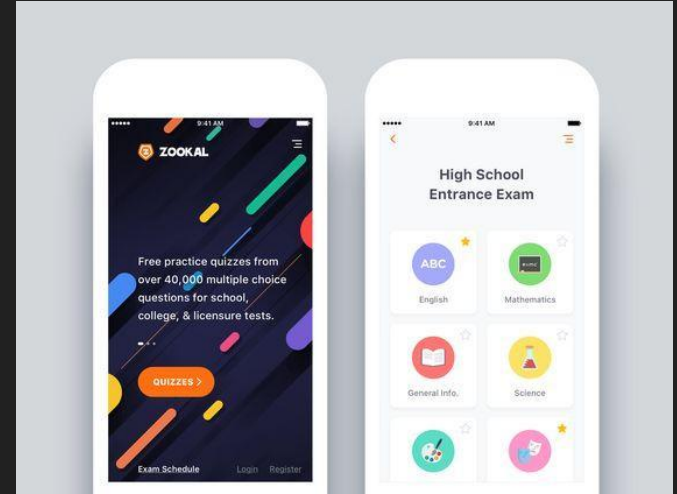 9:41 AM
ZOOKAL
Free practice quizzes from
over 40,000 multiple choice
questions for school,
college, & licensure tests.
QUIZZES >
Exam Schedule
Login
Register
9:41 AM
High School
Entrance Exam
ABC
English
Mathematics
General Info.
Science